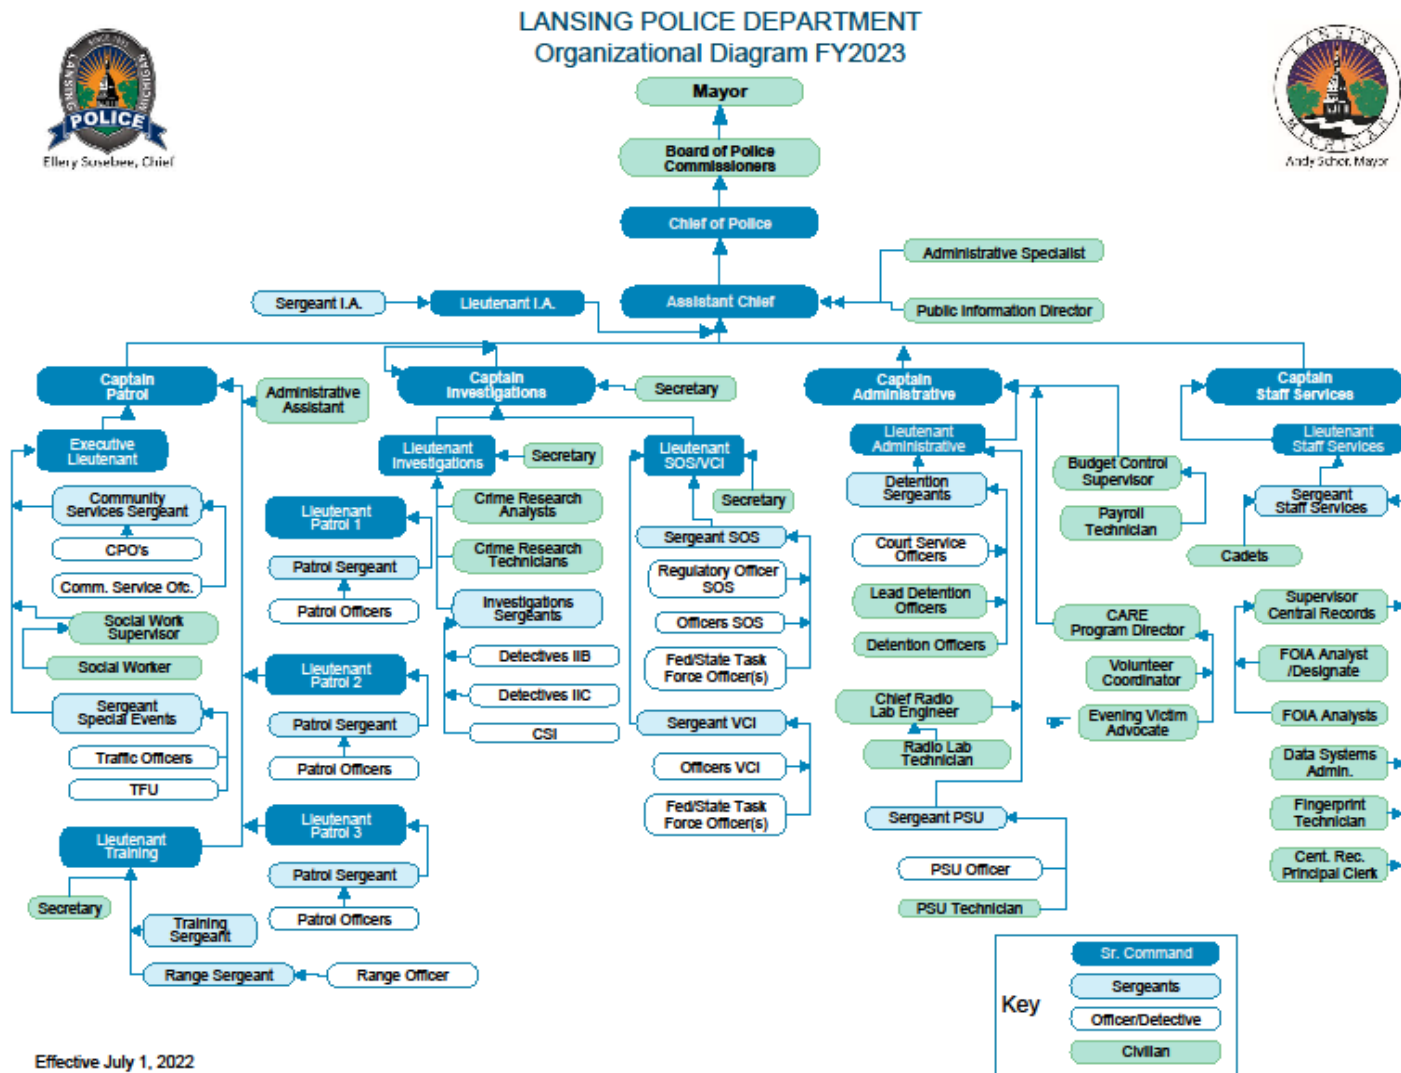 LANSING POLICE DEPARTMENT
Organizational Diagram FY2023
SINCE 1893
LANSING
MICHIGAN
POLICE
Ellery Sosebee, Chief
LANSING
MICHIGAN
Andy Schor, Mayor
Mayor
Board of Police
Commissioners
Chief of Police
Administrative Specialist
Sergeant I.A.
Lieutenant I.A.
Assistant Chief
Public Information Director
Captain
Patrol
Administrative
Assistant
Captain
Investigations
Secretary
Captain
Administrative
Captain
Staff Services
Executive
Lieutenant
Community
Services Sergeant
CPO's
Comm. Service Ofc.
Social Work
Supervisor
Social Worker
Sergeant
Special Events
Traffic Officers
TFU
Lieutenant
Training
Secretary
Training
Sergeant
Range Sergeant
Range Officer
Lieutenant
Patrol 1
Patrol Sergeant
Patrol Officers
Lieutenant
Patrol 2
Patrol Sergeant
Patrol Officers
Lieutenant
Patrol 3
Patrol Sergeant
Patrol Officers
Lieutenant
Investigations
Secretary
Crime Research
Analysts
Crime Research
Technicians
Investigations
Sergeants
Detectives IIB
Detectives IIC
CSI
Lieutenant
SOS/VCI
Secretary
Sergeant SOS
Regulatory Officer
SOS
Officers SOS
Fed/State Task
Force Officer(s)
Sergeant VCI
Officers VCI
Fed/State Task
Force Officer(s)
Lieutenant
Administrative
Detention
Sergeants
Court Service
Officers
Lead Detention
Officers
Detention Officers
Chief Radio
Lab Engineer
Radio Lab
Technician
Sergeant PSU
PSU Officer
PSU Technician
Budget Control
Supervisor
Payroll
Technician
CARE
Program Director
Volunteer
Coordinator
Evening Victim
Advocate
Lieutenant
Staff Services
Sergeant
Staff Services
Cadets
Supervisor
Central Records
FOIA Analyst
/Designate
FOIA Analysts
Data Systems
Admin.
Fingerprint
Technician
Cent. Rec.
Principal Clerk
Key
Sr. Command
Sergeants
Officer/Detective
Civilian
Effective July 1, 2022